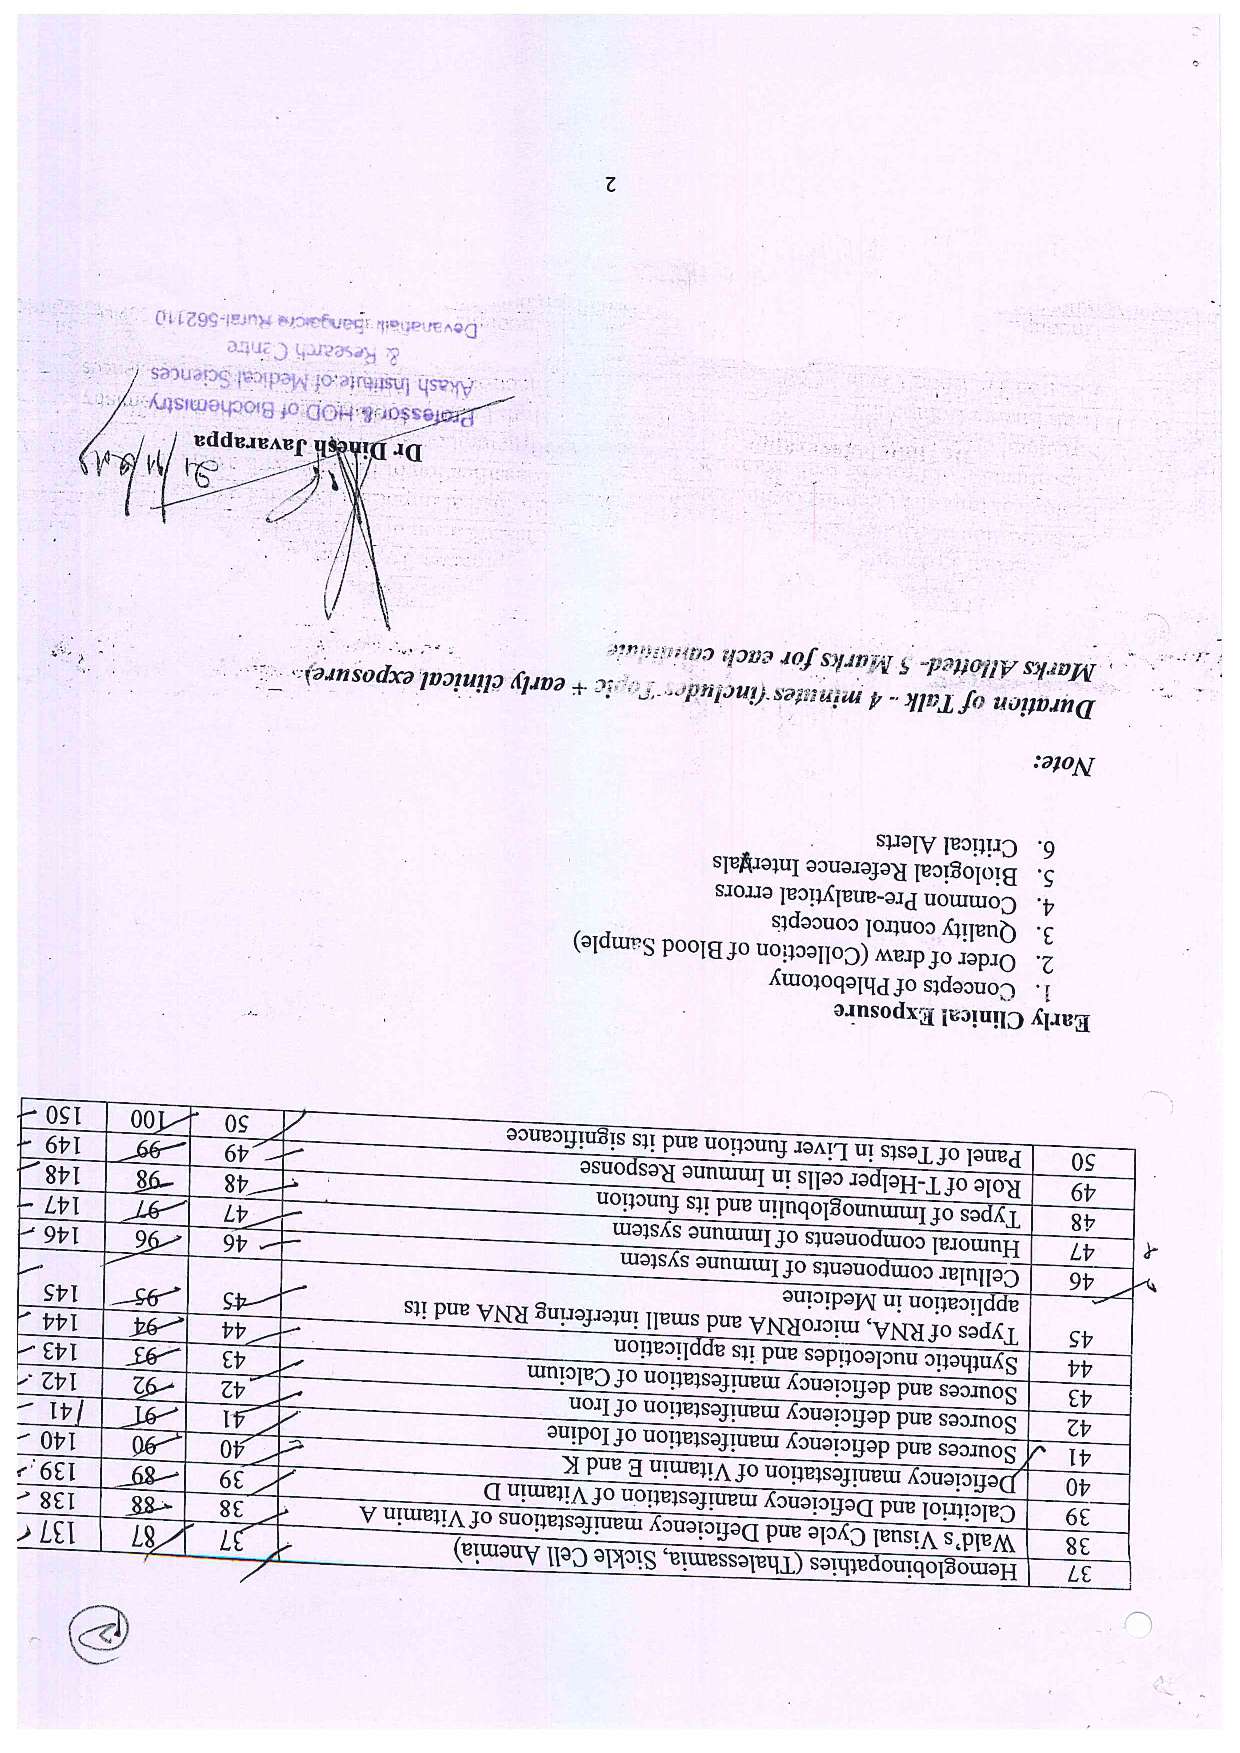 37 Hemoglobinopathies (Thalessamia, Sickle Cell Anemia) 37 87 137
38 Wald's Visual Cycle and Deficiency manifestations of Vitamin A 38 88 138
39 Calcitriol and Deficiency manifestation of Vitamin D 39 89 139
40 Deficiency manifestation of Vitamin E and K 40 90 140
41 Sources and deficiency manifestation of Iodine 41 91 141
42 Sources and deficiency manifestation of Iron 42 92 142
43 Sources and deficiency manifestation of Calcium 43 93 143
44 Synthetic nucleotides and its application 44 94 144
45 Types of RNA, microRNA and small interfering RNA and its 45 95 145
application in Medicine
46 Cellular components of Immune system 46 96 146
47 Humoral components of Immune system 47 97 147
48 Types of Immunoglobulin and its function 48 98 148
49 Role of T-Helper cells in Immune Response 49 99 149
50 Panel of Tests in Liver function and its significance 50 100 150
Early Clinical Exposure
1. Concepts of Phlebotomy
2. Order of draw (Collection of Blood Sample)
3. Quality control concepts
4. Common Pre-analytical errors
5. Biological Reference Intervals
6. Critical Alerts
Note:
Duration of Talk - 4 minutes (includes Topic + early clinical exposure)
Marks Allotted- 5 Marks for each candidate
Dr Dinesh Javarappa
Professor & HOD of Biochemistry
Akash Institute of Medical Sciences
& Research Centre
Devanahalli Bangalore Rural-562110
2